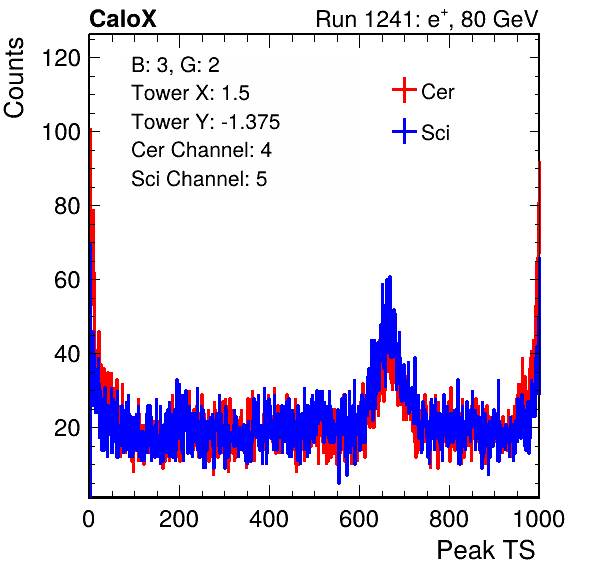 CaloX Run 1241: e⁺, 80 GeV
Counts
120
100
80
60
40
20
B: 3, G: 2
Tower X: 1.5
Tower Y: -1.375
Cer Channel: 4
Sci Channel: 5
Cer
Sci
0 200 400 600 800 1000
Peak TS